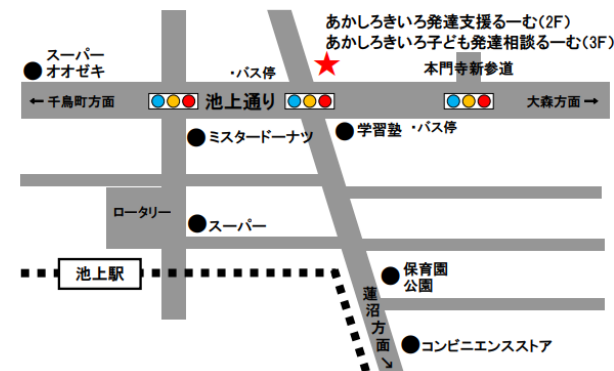 あかしろきいろ発達支援るーむ(2F)
あかしろきいろ子ども発達相談るーむ(3F)
スーパー
オオゼキ
・バス停
本門寺新参道
←千鳥町方面
池上通り
大森方面→
ミスタードーナツ
学習塾
・バス停
ロータリー
スーパー
池上駅
保育園
公園
蓮沼方面↘
コンビニエンスストア